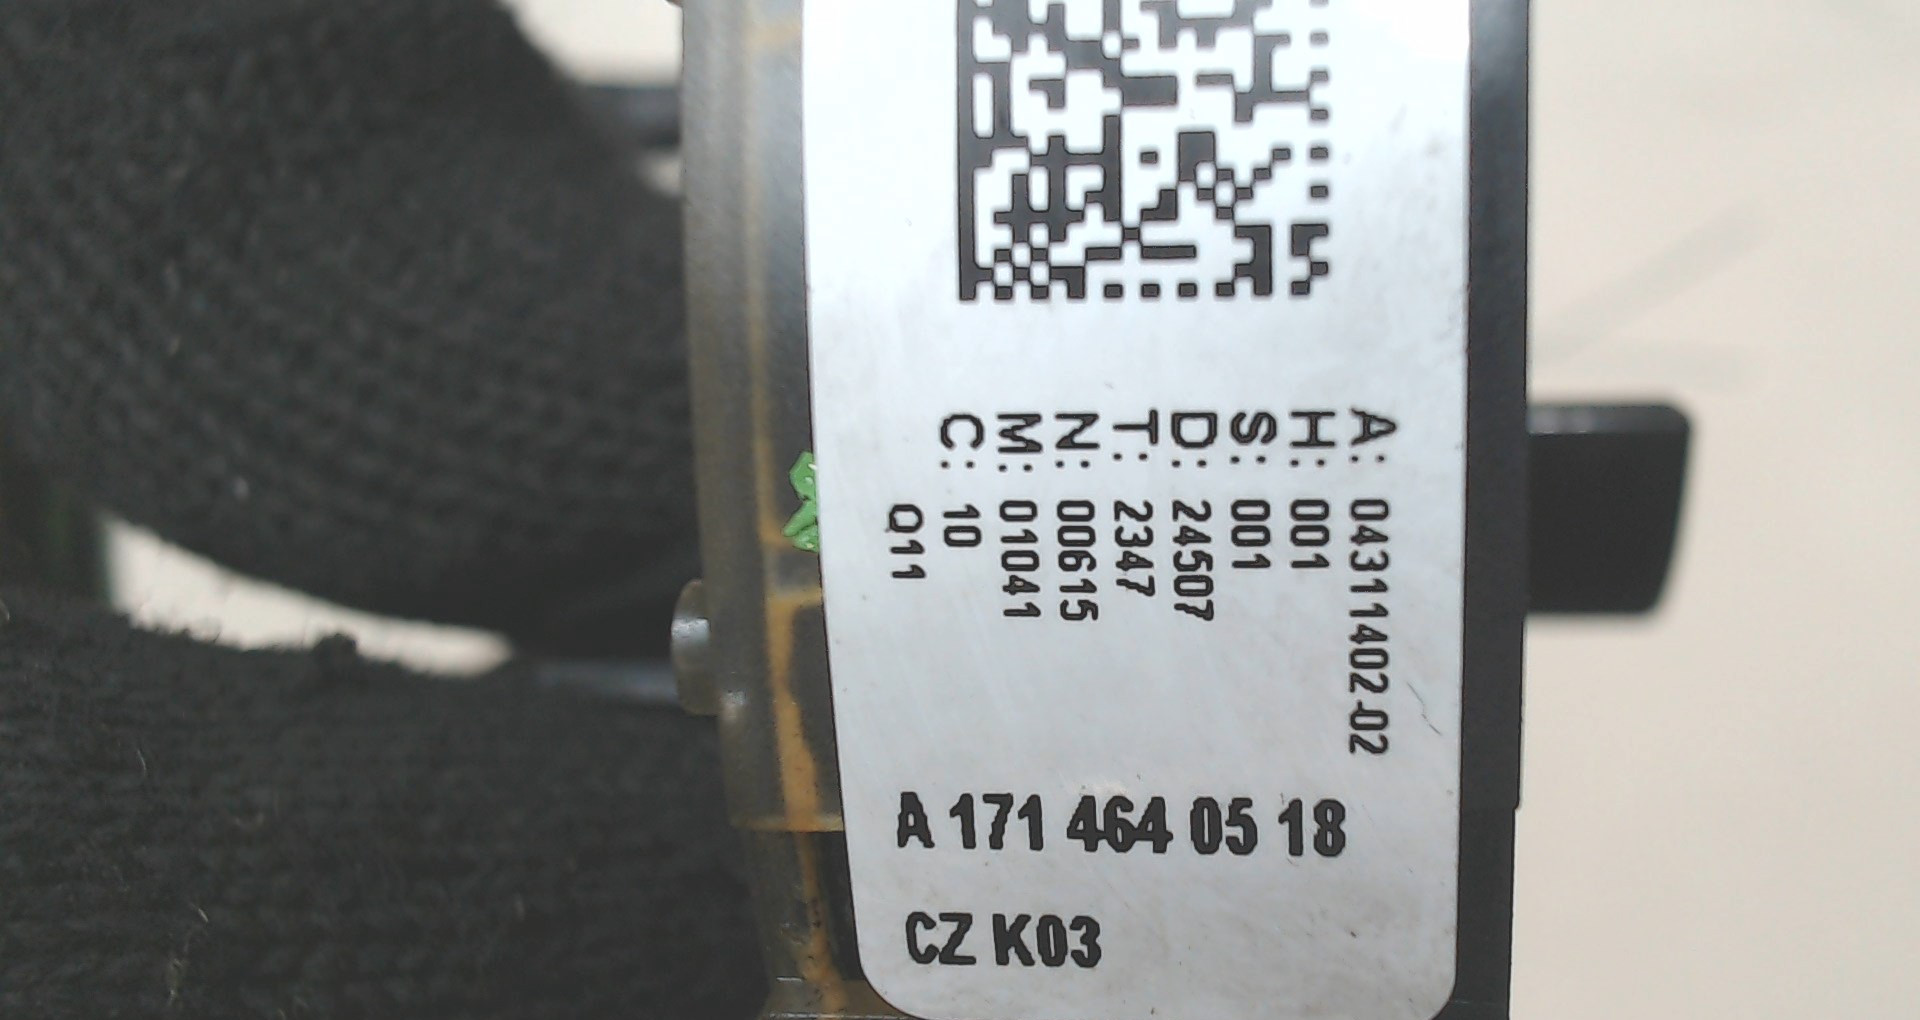 A: 04311402-02
H: 001
S: 001
D: 24507
T: 2347
N: 00615
M: 01041
C: 10
Q11
A 171 464 05 18
CZ K03